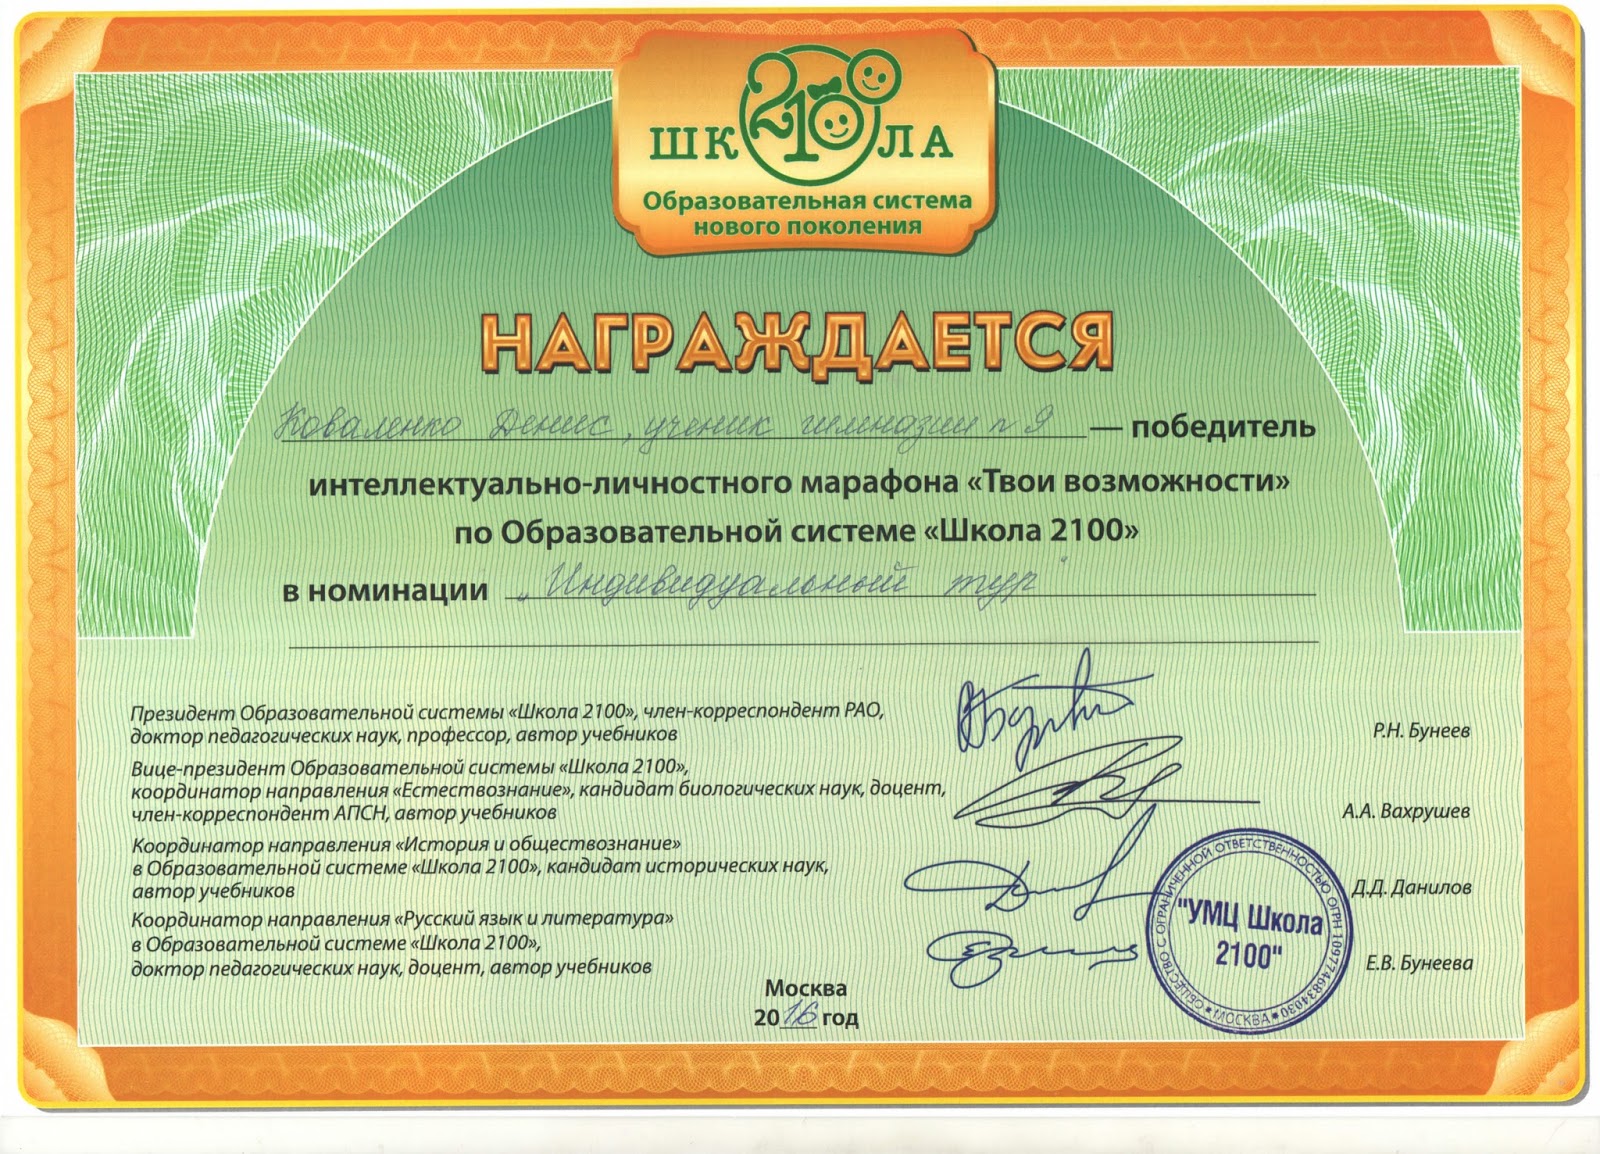 ШКОЛА 2100
Образовательная система
нового поколения
НАГРАЖДАЕТСЯ
Коваленко Денис, ученик гимназии № 9 — победитель
интеллектуально-личностного марафона «Твои возможности»
по Образовательной системе «Школа 2100»
в номинации „Индивидуальный тур"
Президент Образовательной системы «Школа 2100», член-корреспондент РАО,
доктор педагогических наук, профессор, автор учебников
Р.Н. Бунеев
Вице-президент Образовательной системы «Школа 2100»,
координатор направления «Естествознание», кандидат биологических наук, доцент,
член-корреспондент АПСН, автор учебников
А.А. Вахрушев
Координатор направления «История и обществознание»
в Образовательной системе «Школа 2100», кандидат исторических наук,
автор учебников
Д.Д. Данилов
Координатор направления «Русский язык и литература»
в Образовательной системе «Школа 2100»,
доктор педагогических наук, доцент, автор учебников
Е.В. Бунеева
ОБЩЕСТВО С ОГРАНИЧЕННОЙ ОТВЕТСТВЕННОСТЬЮ ОГРН 1097746834030
* МОСКВА *
"УМЦ Школа
2100"
Москва
2016 год